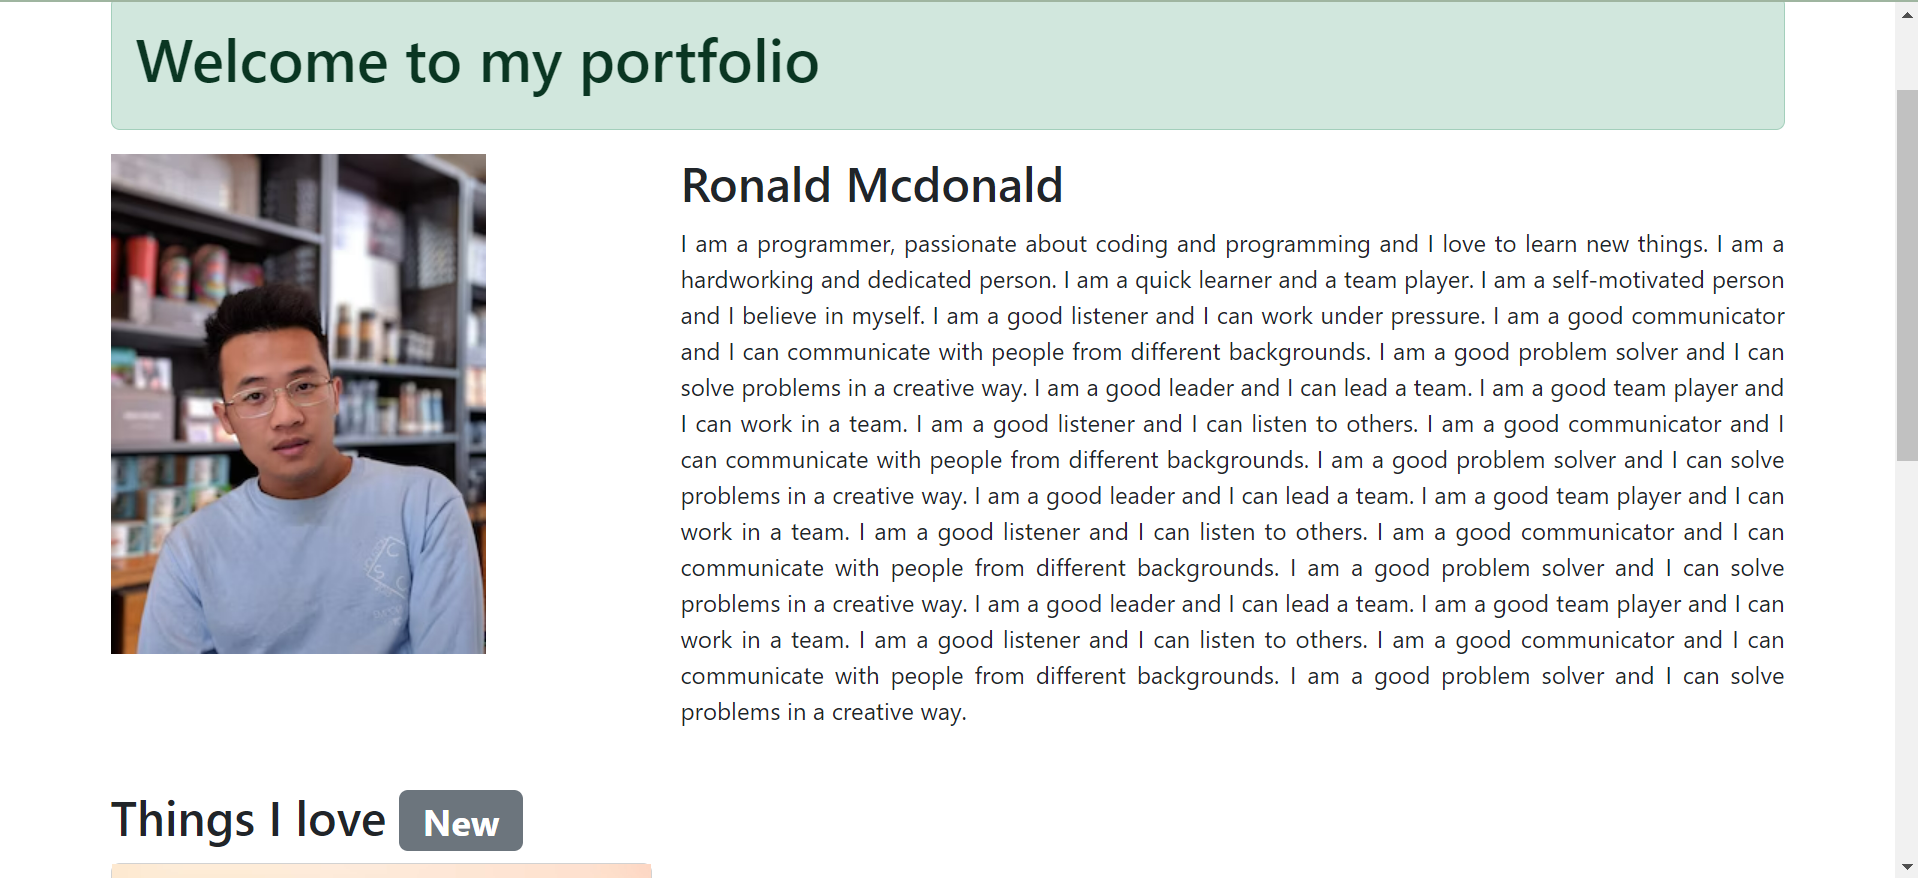 Welcome to my portfolio
Ronald Mcdonald
I am a programmer, passionate about coding and programming and I love to learn new things. I am a
hardworking and dedicated person. I am a quick learner and a team player. I am a self-motivated person
and I believe in myself. I am a good listener and I can work under pressure. I am a good communicator
and I can communicate with people from different backgrounds. I am a good problem solver and I can
solve problems in a creative way. I am a good leader and I can lead a team. I am a good team player and
I can work in a team. I am a good listener and I can listen to others. I am a good communicator and I
can communicate with people from different backgrounds. I am a good problem solver and I can solve
problems in a creative way. I am a good leader and I can lead a team. I am a good team player and I can
work in a team. I am a good listener and I can listen to others. I am a good communicator and I can
communicate with people from different backgrounds. I am a good problem solver and I can solve
problems in a creative way. I am a good leader and I can lead a team. I am a good team player and I can
work in a team. I am a good listener and I can listen to others. I am a good communicator and I can
communicate with people from different backgrounds. I am a good problem solver and I can solve
problems in a creative way.
Things I love New